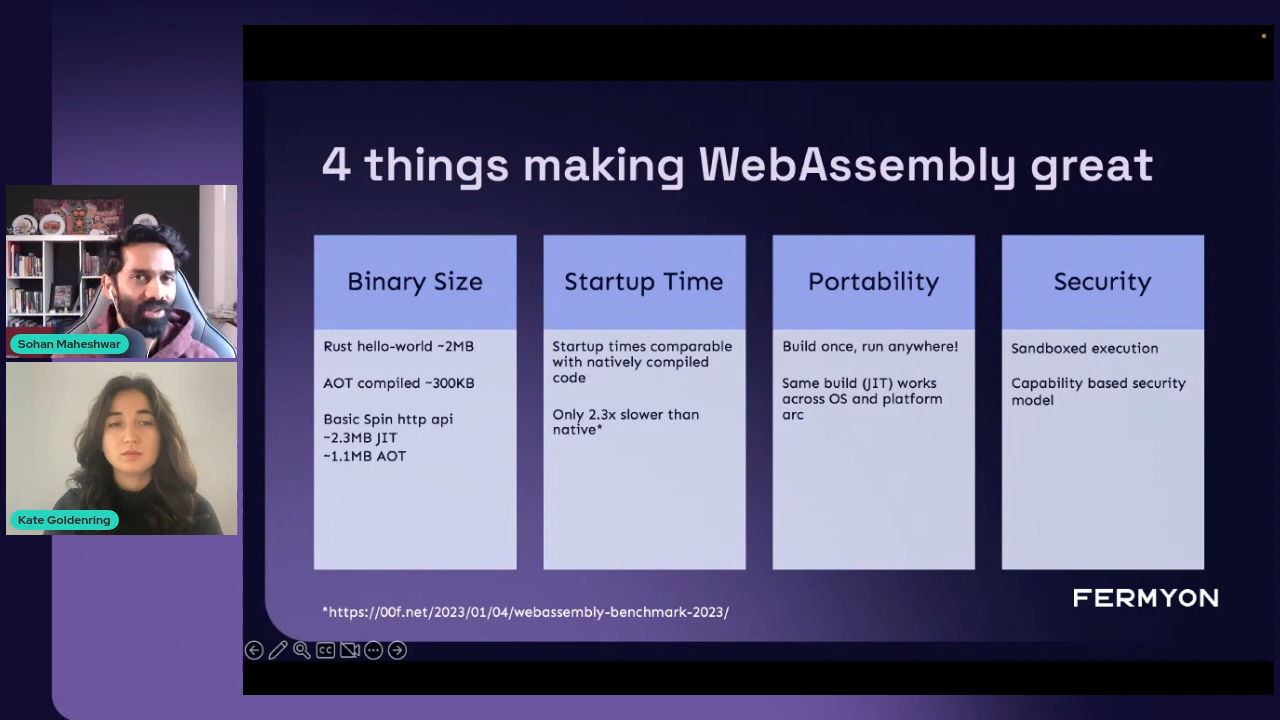 4 things making WebAssembly great
Binary Size
Rust hello-world ~2MB
AOT compiled ~300KB
Basic Spin http api
~2.3MB JIT
~1.1MB AOT
Startup Time
Startup times comparable
with natively compiled
code
Only 2.3x slower than
native*
Portability
Build once, run anywhere!
Same build (JIT) works
across OS and platform
arc
Security
Sandboxed execution
Capability based security
model
*https://00f.net/2023/01/04/webassembly-benchmark-2023/
FERMYON
CC
Sohan Maheshwar
Kate Goldenring